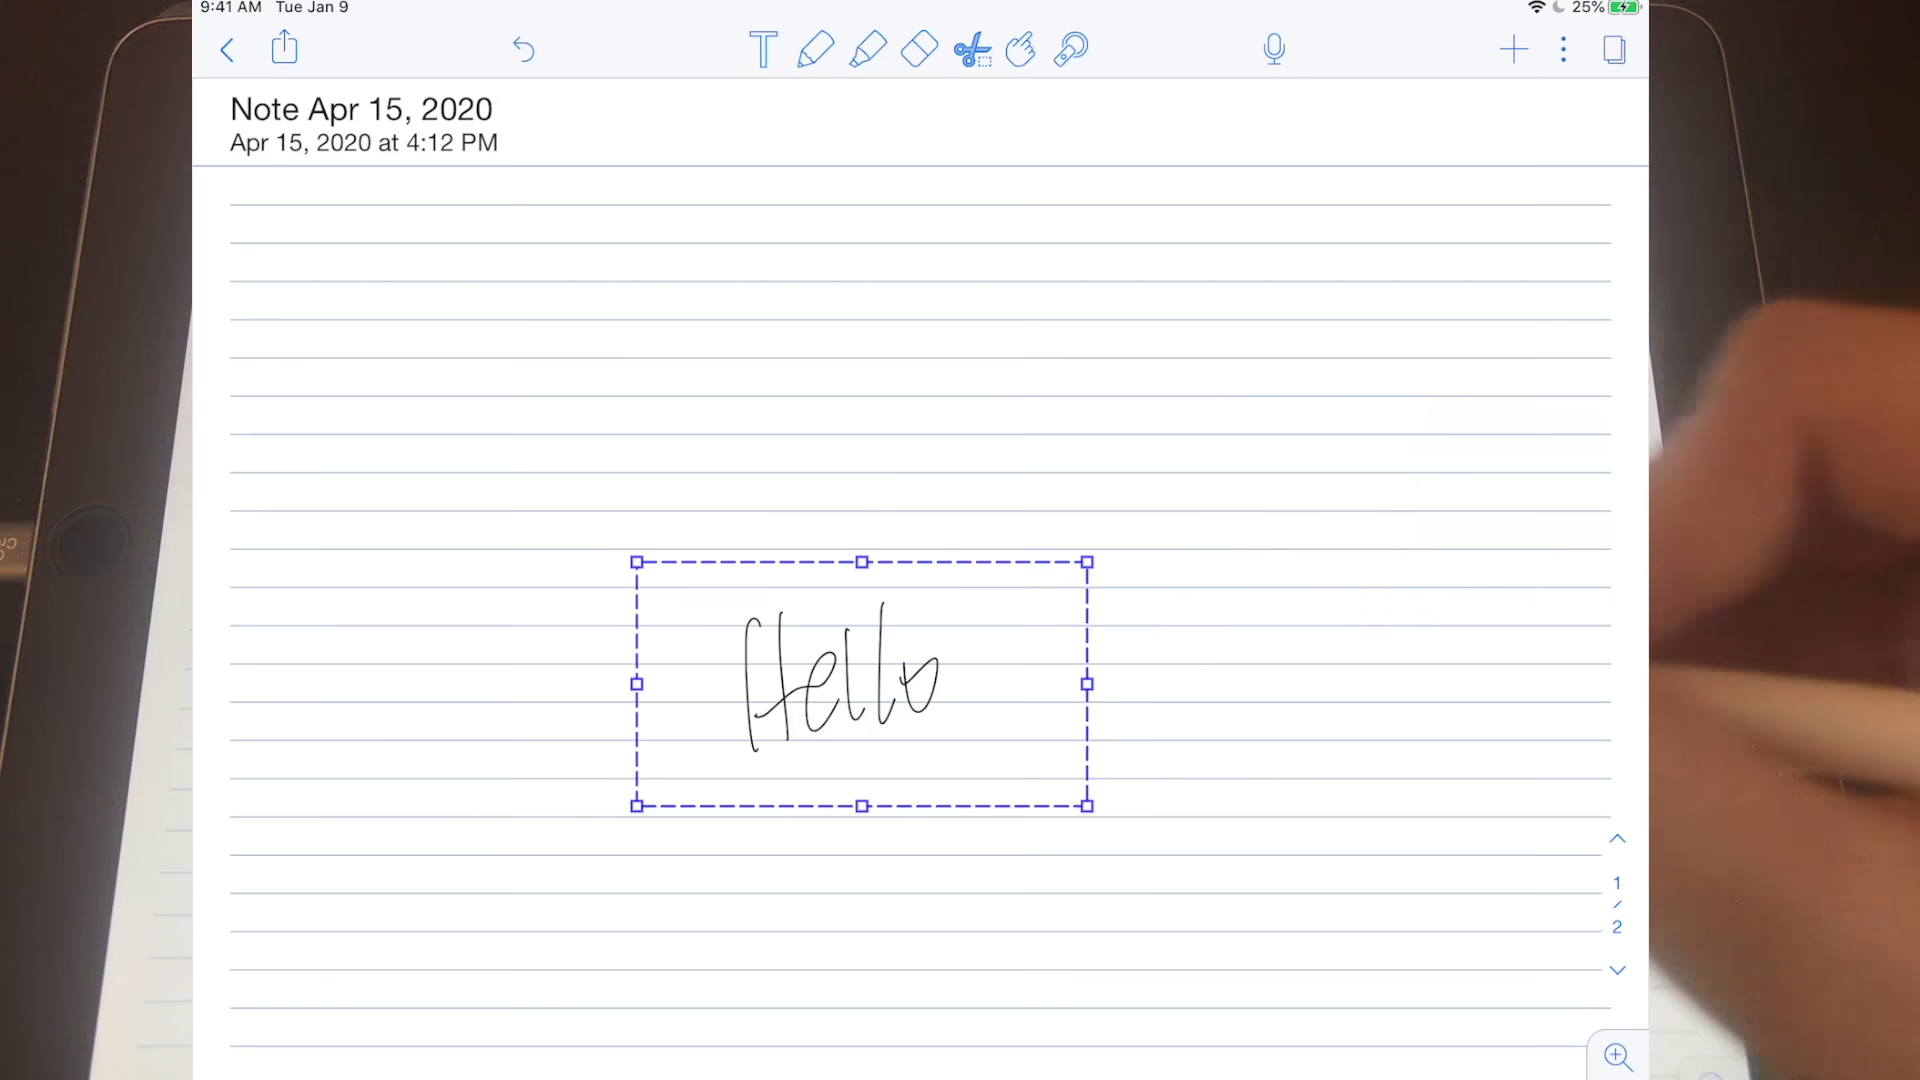 9:41 AM Tue Jan 9 25%
T
Note Apr 15, 2020
Apr 15, 2020 at 4:12 PM
Hello
1
/
2